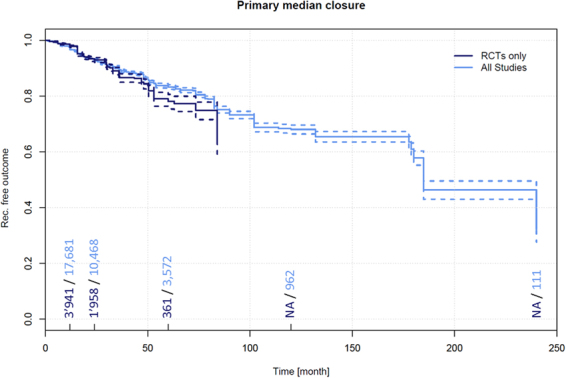 Primary median closure
RCTs only
All Studies
Rec. free outcome
1.0
0.8
0.6
0.4
0.2
0.0
3'941 / 17,681
1'958 / 10,468
361 / 3,572
NA / 962
NA / 111
0
50
100
150
200
250
Time [month]